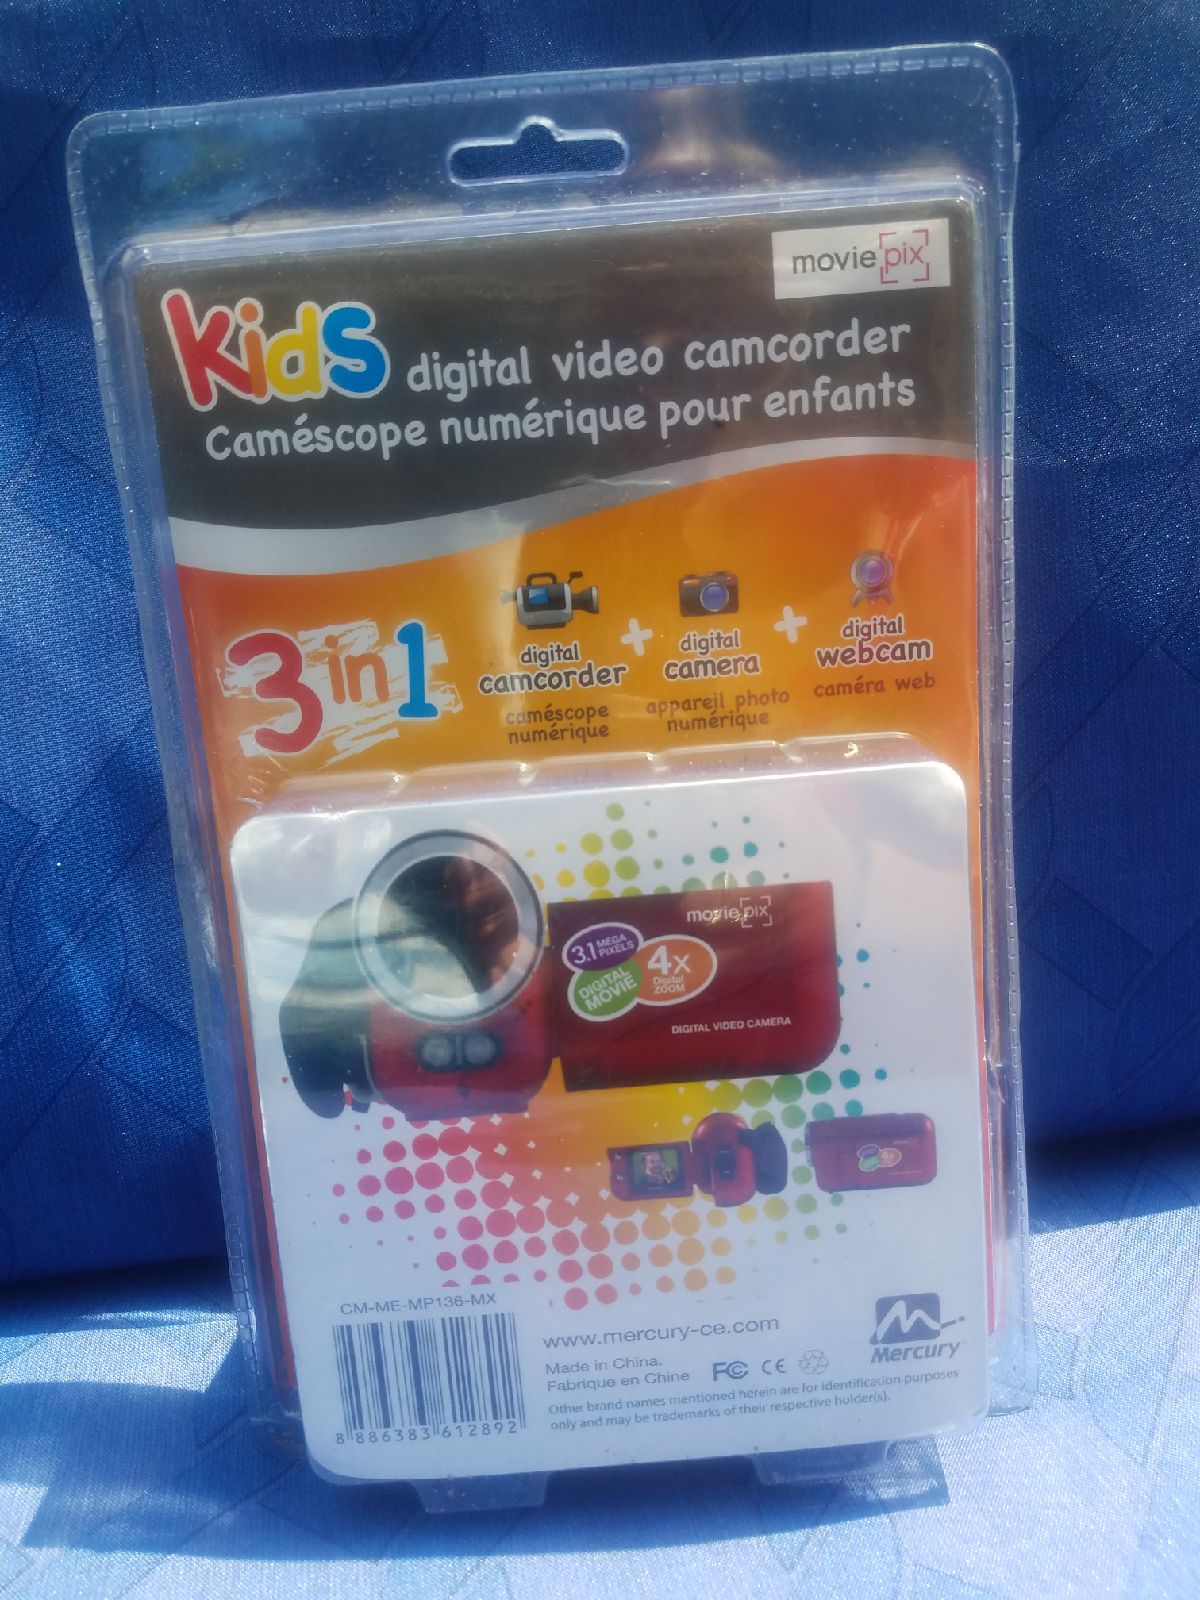 movie pix
Kids digital video camcorder
Caméscope numérique pour enfants
3 in 1
digital camcorder
caméscope numérique
+
digital camera
appareil photo numérique
+
digital webcam
caméra web
movie pix
3.1 MEGA PIXELS
DIGITAL MOVIE
4x Digital ZOOM
DIGITAL VIDEO CAMERA
4x
CM-ME-MP136-MX
8 886383 612892
www.mercury-ce.com
Made in China.
Fabrique en Chine
FC CE
Mercury
Other brand names mentioned herein are for identification purposes
only and may be trademarks of their respective holder(s).